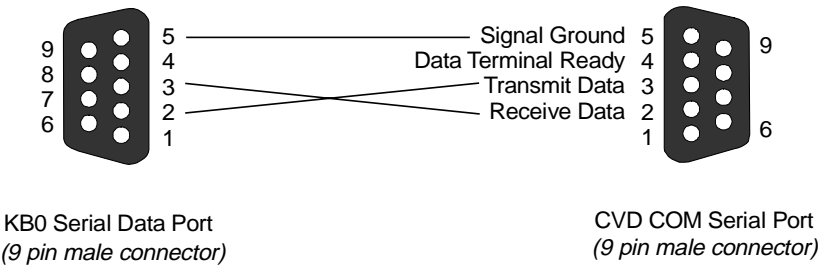 9
8
7
6
5
4
3
2
1
Signal Ground 5
Data Terminal Ready 4
Transmit Data 3
Receive Data 2
1
9
6
KB0 Serial Data Port
(9 pin male connector)
CVD COM Serial Port
(9 pin male connector)